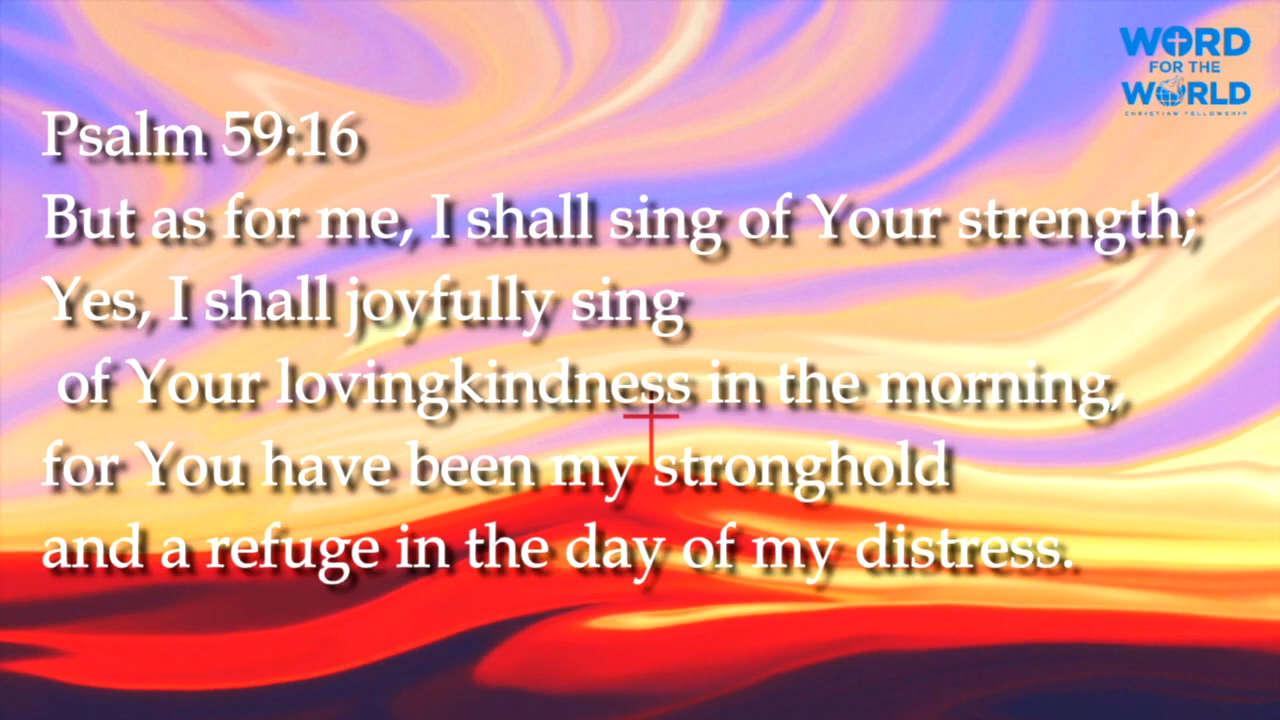 WORD
FOR THE
WORLD
CHRISTIAN FELLOWSHIP
Psalm 59:16
But as for me, I shall sing of Your strength;
Yes, I shall joyfully sing
of Your lovingkindness in the morning,
for You have been my stronghold
and a refuge in the day of my distress.